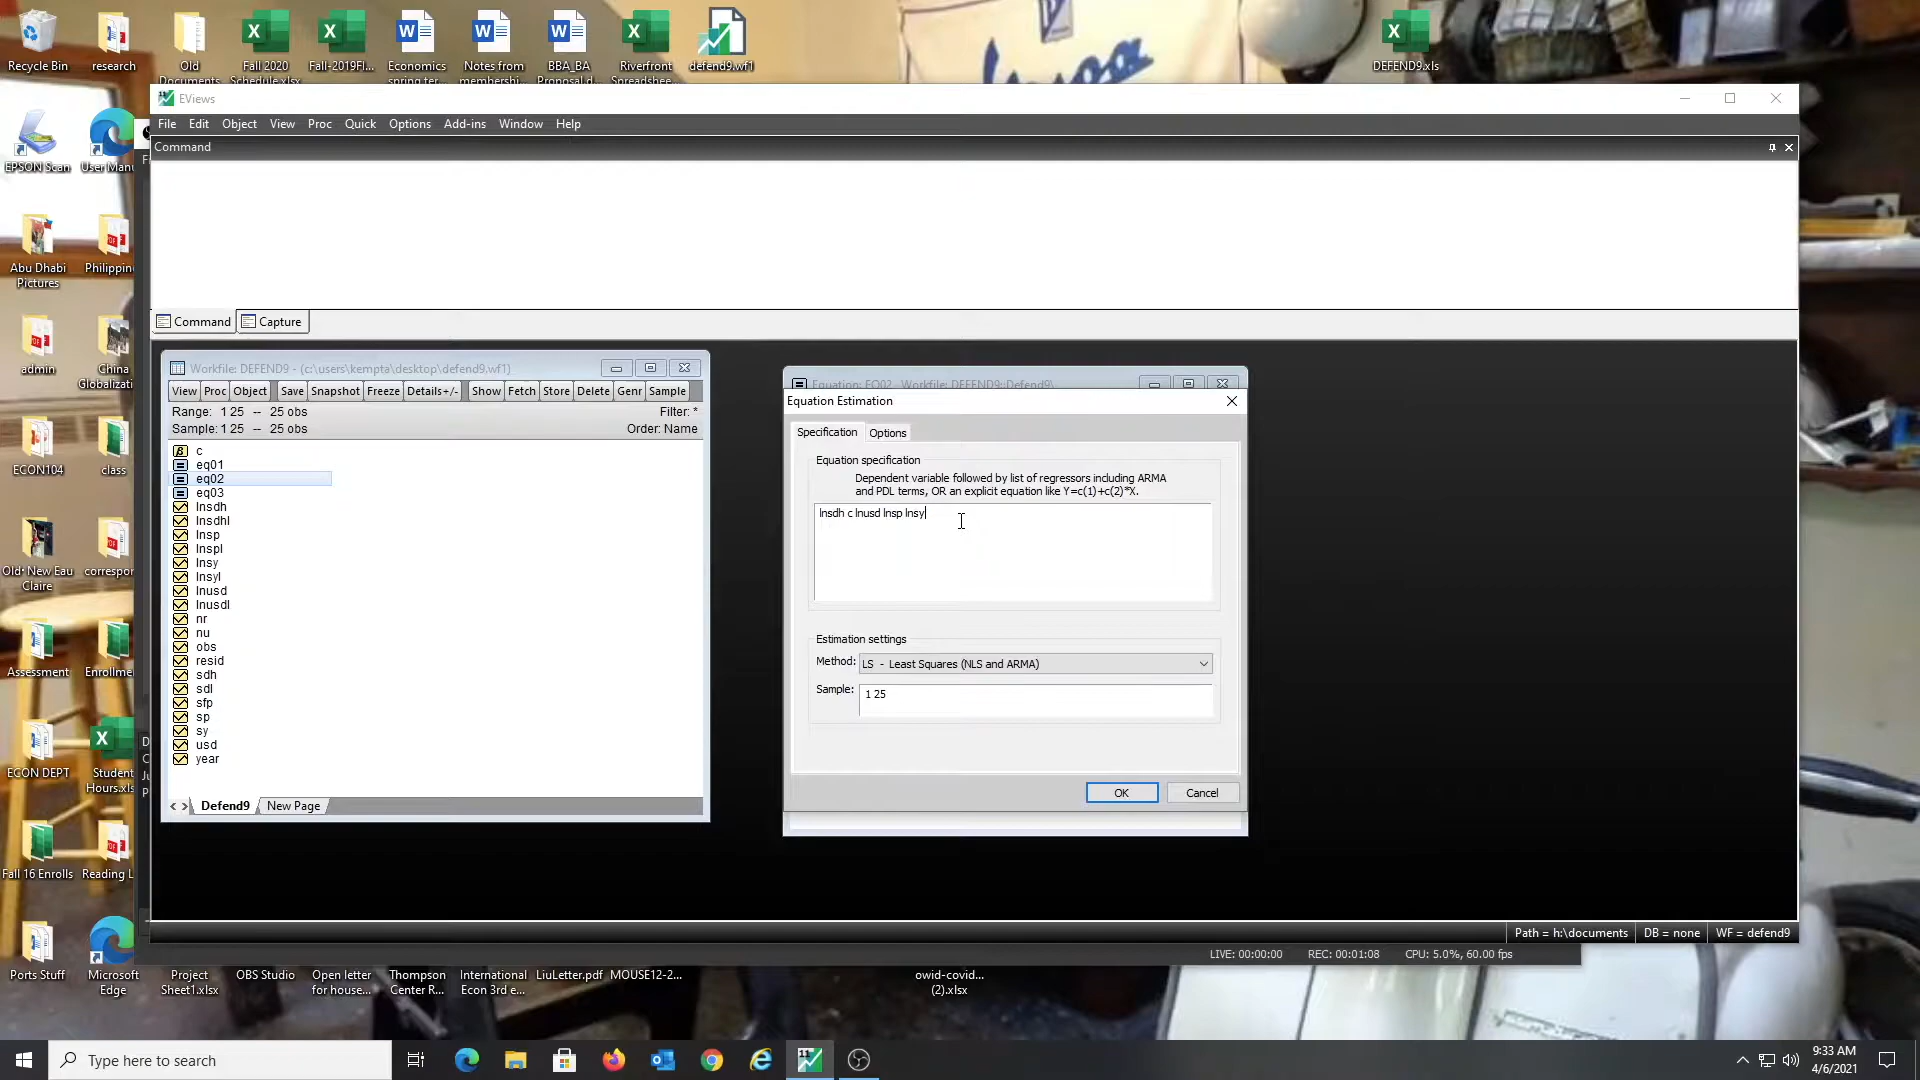 Recycle Bin
research
Old Documents
Fall 2020 Schedule.xlsx
Fall-2019Fl...
Economics spring ter...
Notes from membershi...
BBA_BA Proposal d...
Riverfront Spreadshee...
defend9.wf1
DEFEND9.xls
EPSON Scan
User Manu
Abu Dhabi Pictures
Philippin
admin
China Globalizati
ECON104
class
Old New Eau Claire
correspor
Assessment
Enrollme
ECON DEPT
Student Hours.xls
Fall 16 Enrolls
Reading L
Ports Stuff
Microsoft Edge
Project Sheet1.xlsx
OBS Studio
Open letter for house...
Thompson Center R...
International Econ 3rd e...
LiuLetter.pdf
MOUSE12-2...
owid-covid... (2).xlsx
EViews
File Edit Object View Proc Quick Options Add-ins Window Help
Command
Command Capture
Workfile: DEFEND9 - (c:\users\kempta\desktop\defend9.wf1)
View Proc Object Save Snapshot Freeze Details+/- Show Fetch Store Delete Genr Sample
Range: 1 25 -- 25 obs Filter: *
Sample: 1 25 -- 25 obs Order: Name
c
eq01
eq02
eq03
lnsdh
lnsdhl
lnsp
lnspl
lnsy
lnsyl
lnusd
lnusdl
nr
nu
obs
resid
sdh
sdl
sfp
sp
sy
usd
year
Defend9 New Page
Equation: EQ02 Workfile: DEFEND9::Defend9\
Equation Estimation
Specification Options
Equation specification
Dependent variable followed by list of regressors including ARMA
and PDL terms, OR an explicit equation like Y=c(1)+c(2)*X.
lnsdh c lnusd lnsp lnsy
Estimation settings
Method: LS - Least Squares (NLS and ARMA)
Sample: 1 25
OK Cancel
Path = h:\documents DB = none WF = defend9
LIVE: 00:00:00 REC: 00:01:08 CPU: 5.0%, 60.00 fps
Type here to search
9:33 AM
4/6/2021